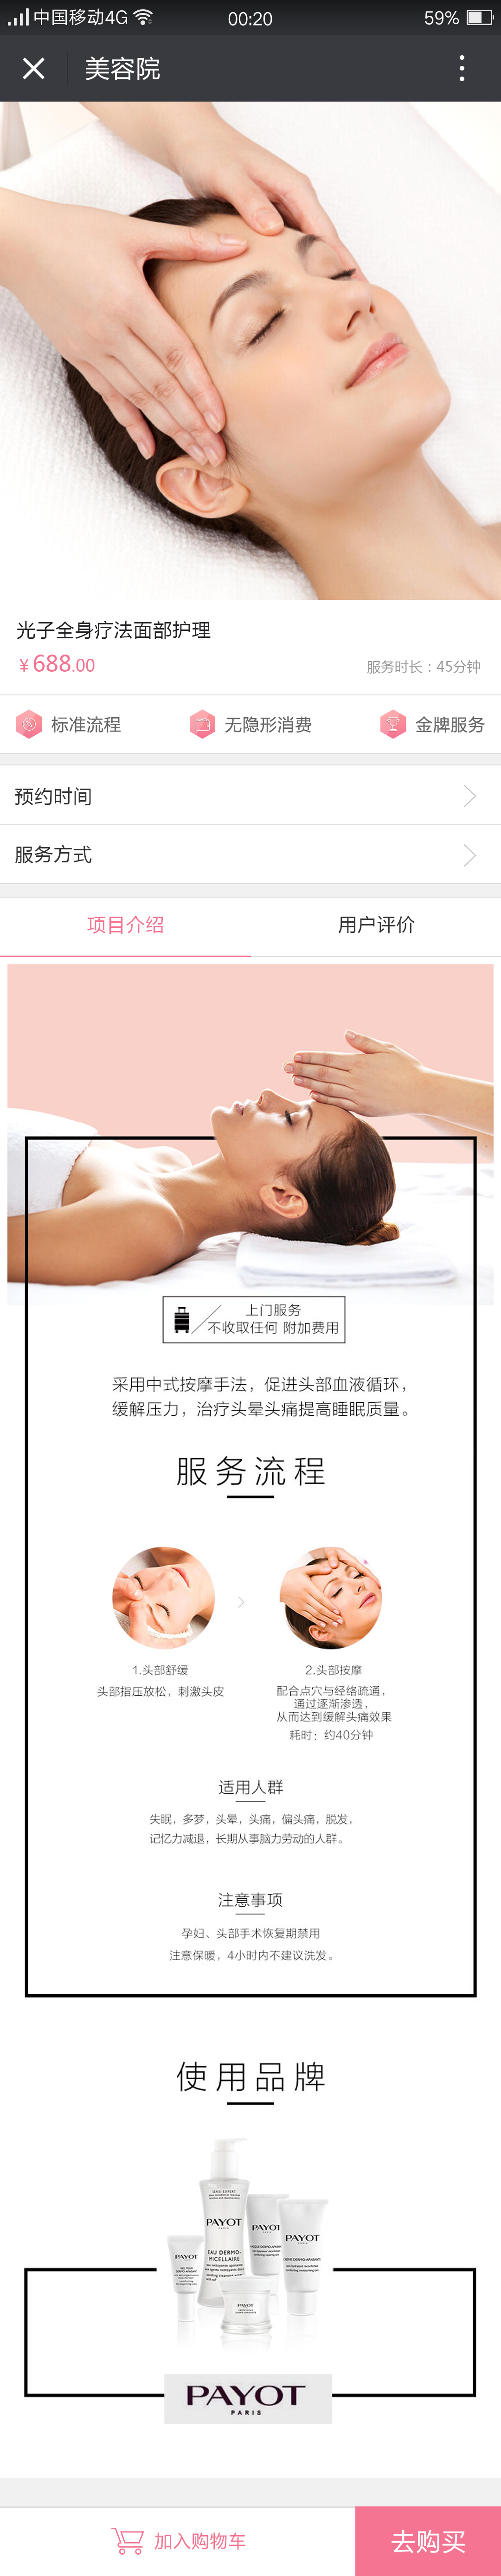 中国移动4G
00:20
59%
美容院
光子全身疗法面部护理
¥688.00
服务时长：45分钟
标准流程
无隐形消费
金牌服务
预约时间
服务方式
项目介绍
用户评价
上门服务
不收取任何 附加费用
采用中式按摩手法，促进头部血液循环，
缓解压力，治疗头晕头痛提高睡眠质量。
服务流程
1.头部舒缓
头部指压放松，刺激头皮
2.头部按摩
配合点穴与经络疏通，
通过逐渐渗透，
从而达到缓解头痛效果
耗时：约40分钟
适用人群
失眠，多梦，头晕，头痛，偏头痛，脱发，
记忆力减退，长期从事脑力劳动的人群。
注意事项
孕妇、头部手术恢复期禁用
注意保暖，4小时内不建议洗发。
使用品牌
PAYOT
PARIS
EAU DERMO-
MICELLAIRE
PAYOT
PAYOT
PAYOT
PAYOT
PAYOT
PARIS
加入购物车
去购买